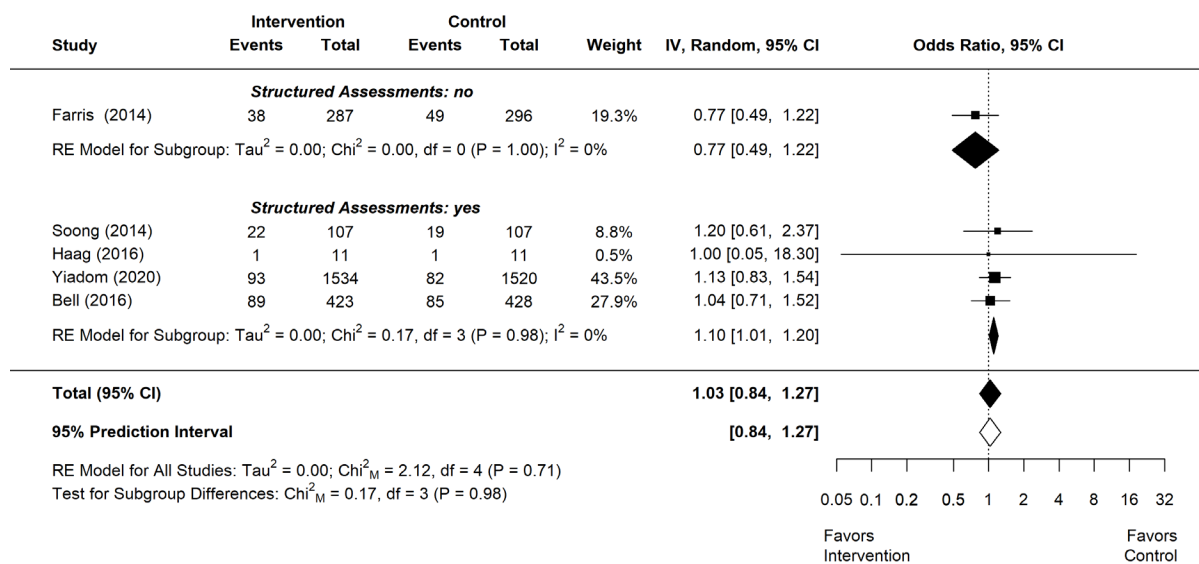 Intervention Control
Study Events Total Events Total Weight IV, Random, 95% CI Odds Ratio, 95% CI
Structured Assessments: no
Farris (2014) 38 287 49 296 19.3% 0.77 [0.49, 1.22]
RE Model for Subgroup: Tau² = 0.00; Chi² = 0.00, df = 0 (P = 1.00); I² = 0% 0.77 [0.49, 1.22]
Structured Assessments: yes
Soong (2014) 22 107 19 107 8.8% 1.20 [0.61, 2.37]
Haag (2016) 1 11 1 11 0.5% 1.00 [0.05, 18.30]
Yiadom (2020) 93 1534 82 1520 43.5% 1.13 [0.83, 1.54]
Bell (2016) 89 423 85 428 27.9% 1.04 [0.71, 1.52]
RE Model for Subgroup: Tau² = 0.00; Chi² = 0.17, df = 3 (P = 0.98); I² = 0% 1.10 [1.01, 1.20]
Total (95% CI) 1.03 [0.84, 1.27]
95% Prediction Interval [0.84, 1.27]
RE Model for All Studies: Tau² = 0.00; Chi²M = 2.12, df = 4 (P = 0.71)
Test for Subgroup Differences: Chi²M = 0.17, df = 3 (P = 0.98)
0.05 0.1 0.2 0.5 1 2 4 8 16 32
Favors Favors
Intervention Control